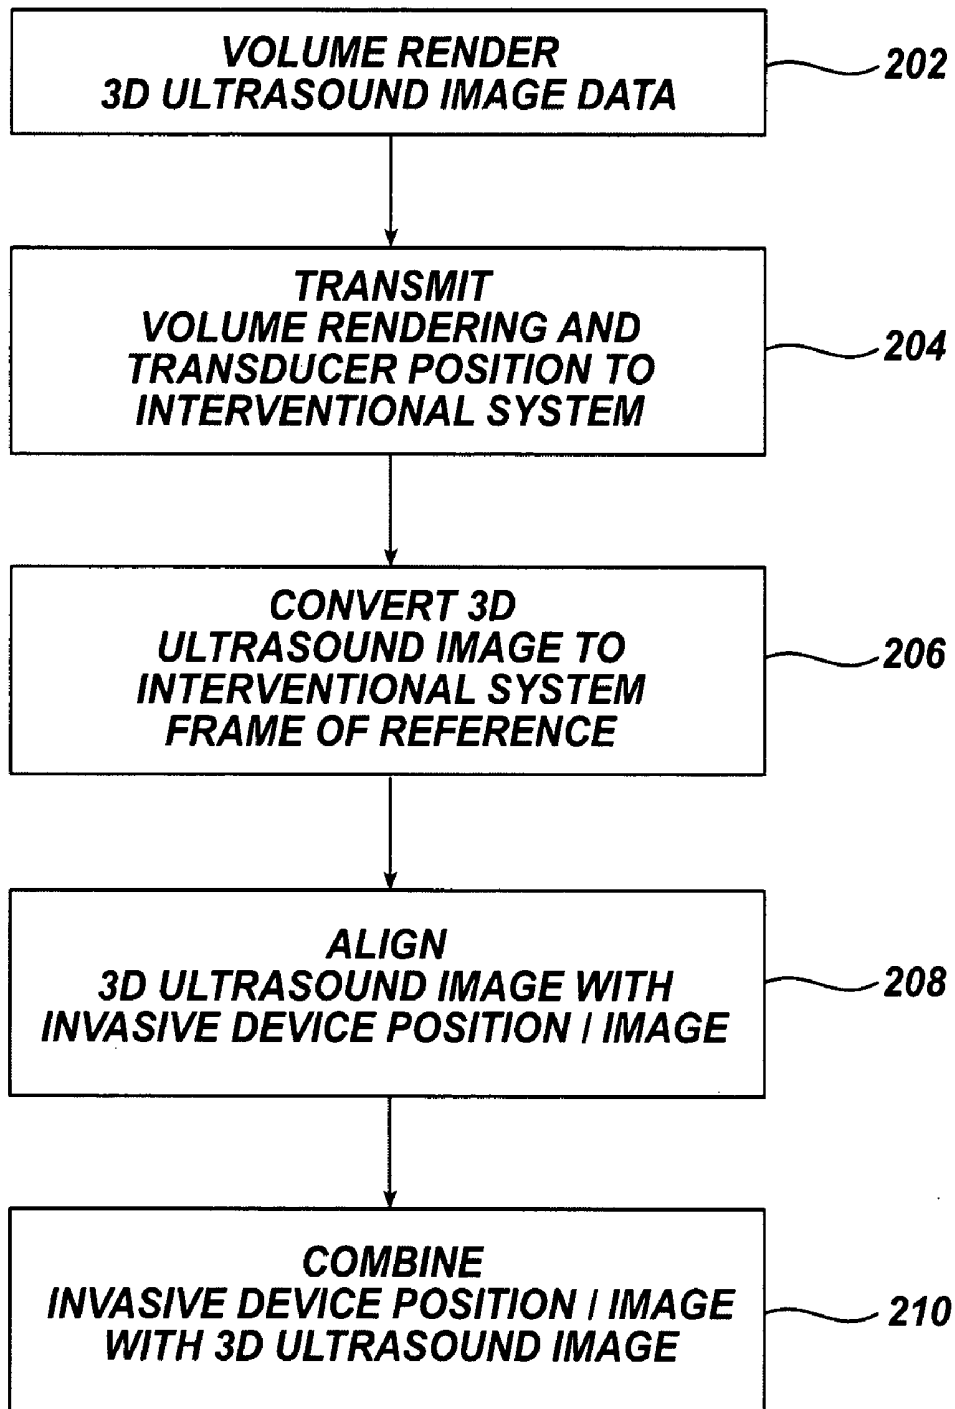 VOLUME RENDER
3D ULTRASOUND IMAGE DATA
202
TRANSMIT
VOLUME RENDERING AND
TRANSDUCER POSITION TO
INTERVENTIONAL SYSTEM
204
CONVERT 3D
ULTRASOUND IMAGE TO
INTERVENTIONAL SYSTEM
FRAME OF REFERENCE
206
ALIGN
3D ULTRASOUND IMAGE WITH
INVASIVE DEVICE POSITION / IMAGE
208
COMBINE
INVASIVE DEVICE POSITION / IMAGE
WITH 3D ULTRASOUND IMAGE
210